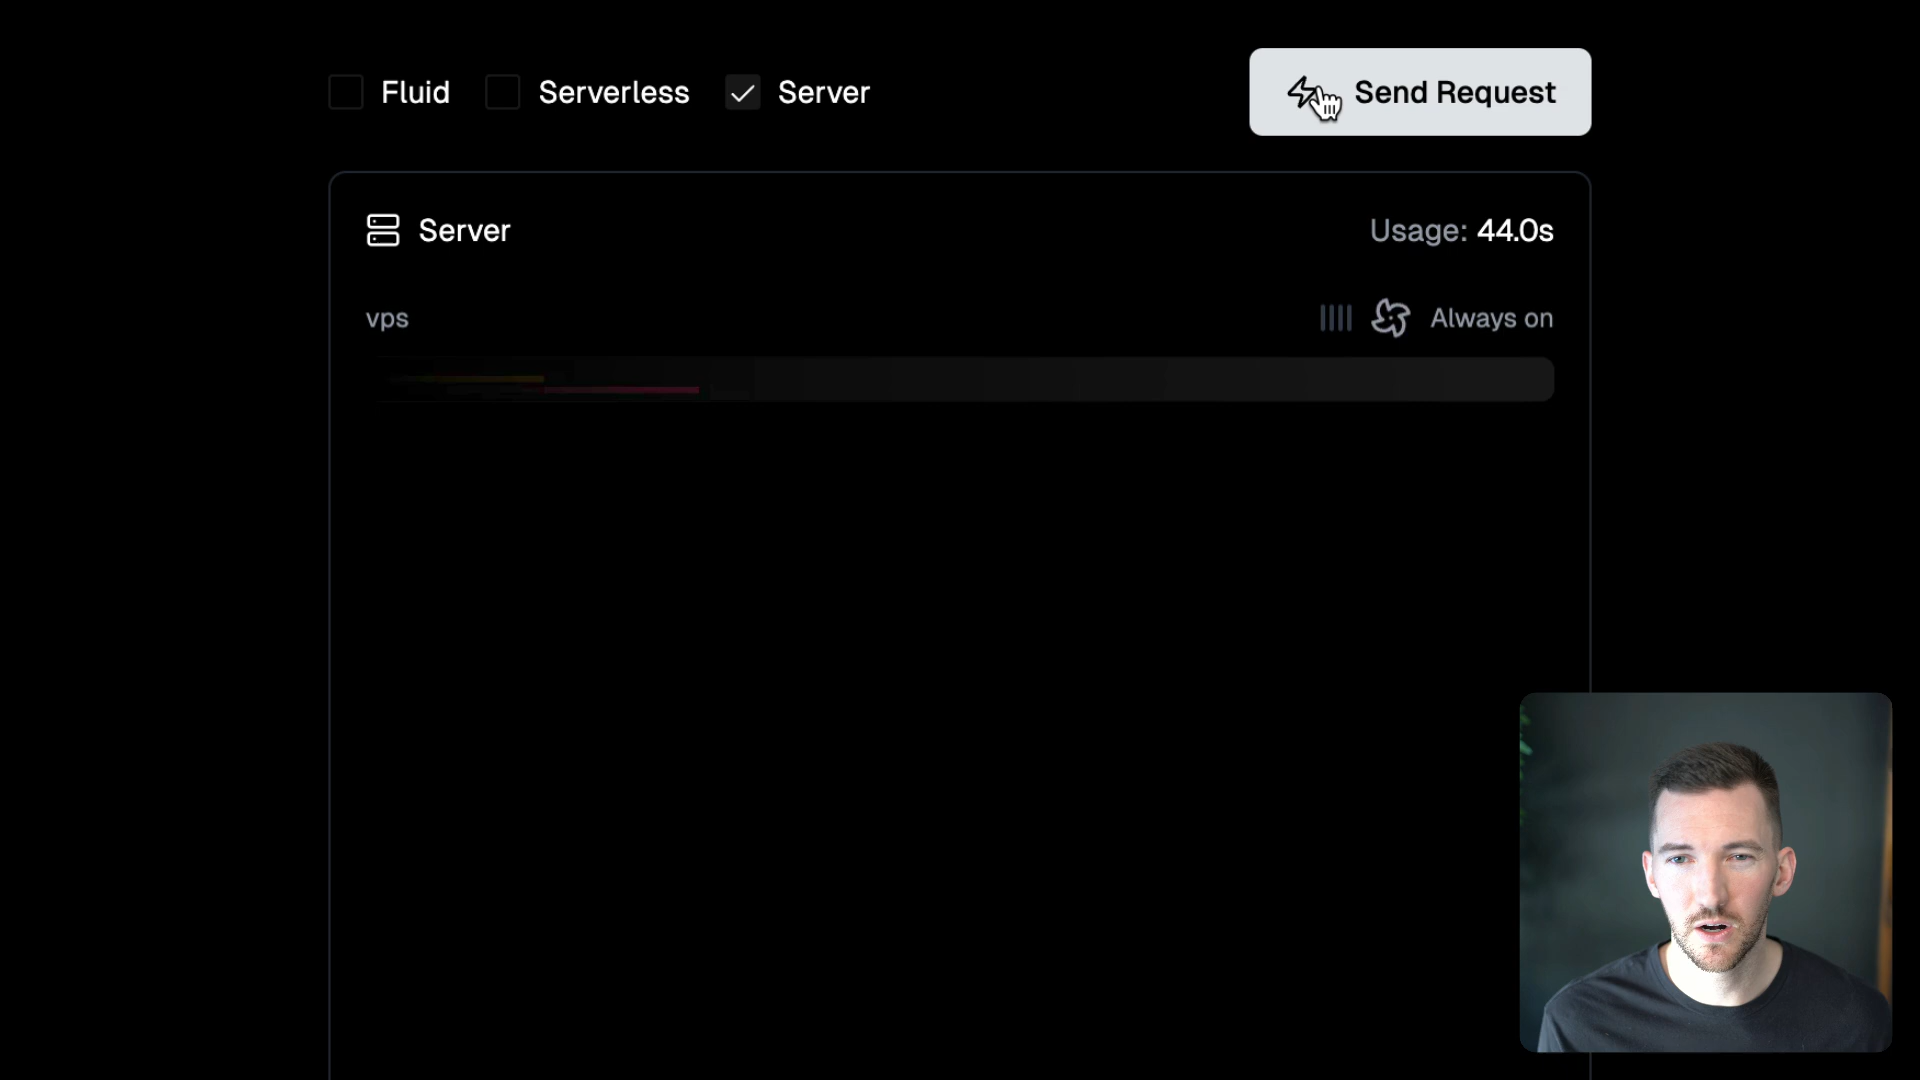 Fluid Serverless Server Send Request
Server Usage: 44.0s
vps Always on